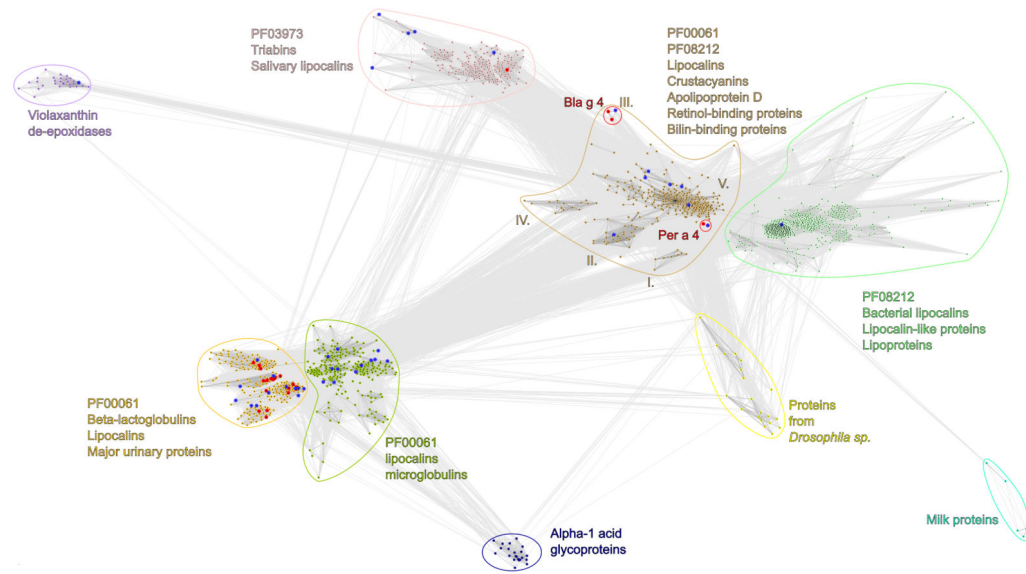 PF03973
Triabins
Salivary lipocalins
PF00061
PF08212
Lipocalins
Crustacyanins
Apolipoprotein D
Retinol-binding proteins
Bilin-binding proteins
Violaxanthin
de-epoxidases
Bla g 4
III.
V.
IV.
Per a 4
II.
I.
PF08212
Bacterial lipocalins
Lipocalin-like proteins
Lipoproteins
PF00061
Beta-lactoglobulins
Lipocalins
Major urinary proteins
PF00061
lipocalins
microglobulins
Proteins
from
Drosophila sp.
Alpha-1 acid
glycoproteins
Milk proteins